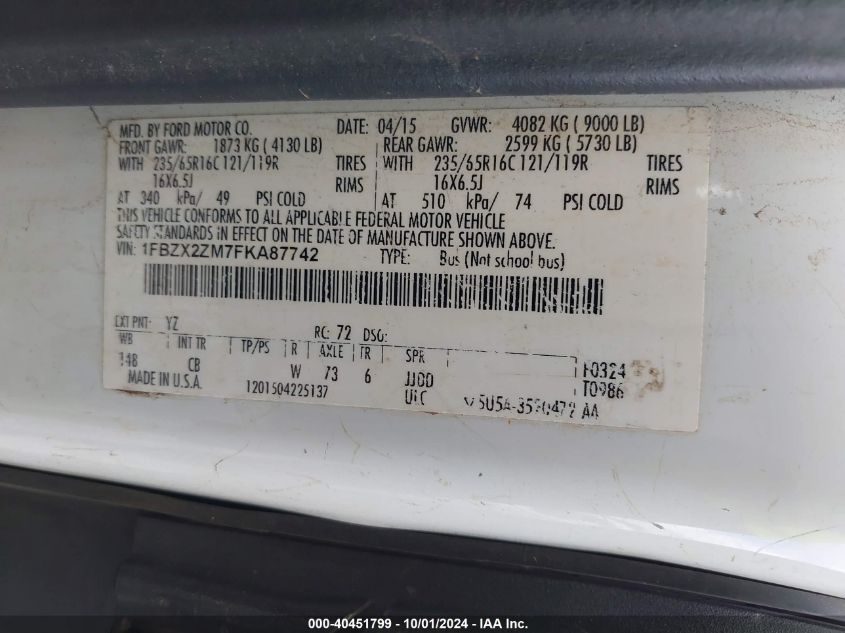 MFD. BY FORD MOTOR CO. DATE: 04/15 GVWR: 4082 KG ( 9000 LB)
FRONT GAWR: 1873 KG ( 4130 LB) REAR GAWR: 2599 KG ( 5730 LB)
WITH 235/65R16C 121/119R TIRES WITH 235/65R16C 121/119R TIRES
16X6.5J RIMS 16X6.5J RIMS
AT 340 kPa/ 49 PSI COLD AT 510 kPa/ 74 PSI COLD
THIS VEHICLE CONFORMS TO ALL APPLICABLE FEDERAL MOTOR VEHICLE
SAFETY STANDARDS IN EFFECT ON THE DATE OF MANUFACTURE SHOWN ABOVE.
VIN: 1FBZX2ZM7FKA87742 TYPE: Bus (Not school bus)
EXT PNT: YZ RC: 72 DSO:
WB INT TR TP/PS R AXLE TR SPR
148 CB W 73 6 JJDD F0324
MADE IN U.S.A. 1201504225137 T0986
000-40451799 - 10/01/2024 - IAA Inc.